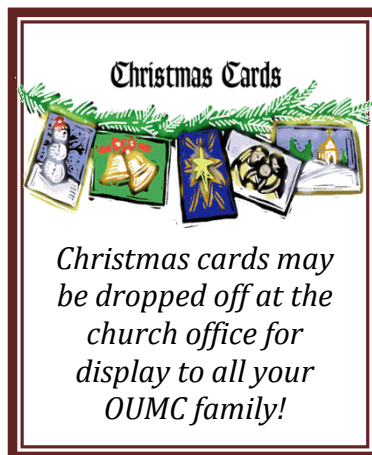 Christmas Cards
Christmas cards may
be dropped off at the
church office for
display to all your
OUMC family!